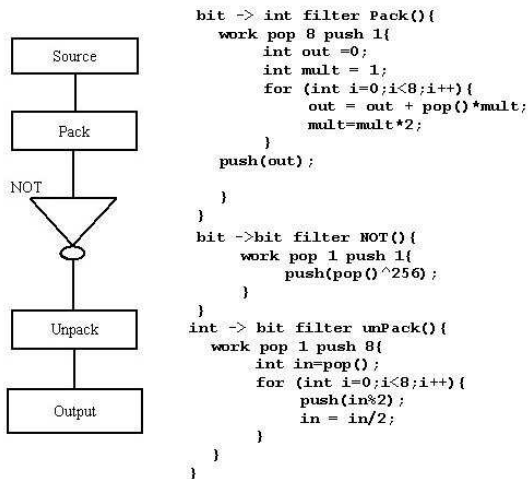 Source
Pack
NOT
Unpack
Output
bit -> int filter Pack(){
work pop 8 push 1{
int out =0;
int mult = 1;
for (int i=0;i<8;i++){
out = out + pop()*mult;
mult=mult*2;
}
push(out);
}
}
bit ->bit filter NOT(){
work pop 1 push 1{
push(pop()^256);
}
}
int -> bit filter unPack(){
work pop 1 push 8{
int in=pop();
for (int i=0;i<8;i++){
push(in%2);
in = in/2;
}
}
}